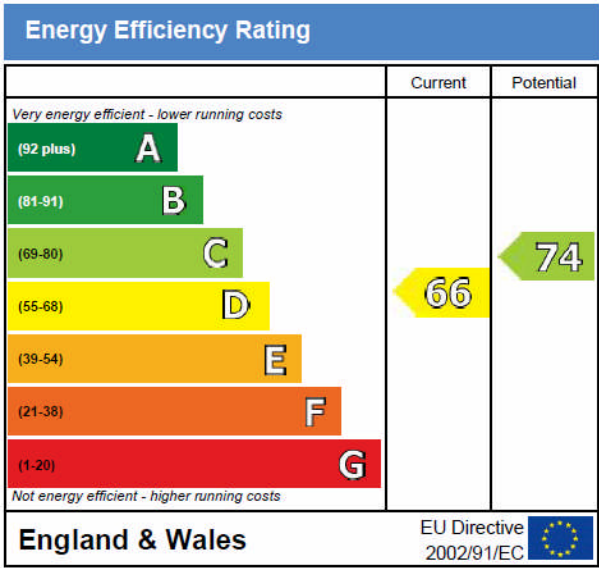 Energy Efficiency Rating
Current Potential
Very energy efficient - lower running costs
(92 plus) A
(81-91) B
(69-80) C
(55-68) D
(39-54) E
(21-38) F
(1-20) G
66
74
Not energy efficient - higher running costs
England & Wales
EU Directive
2002/91/EC